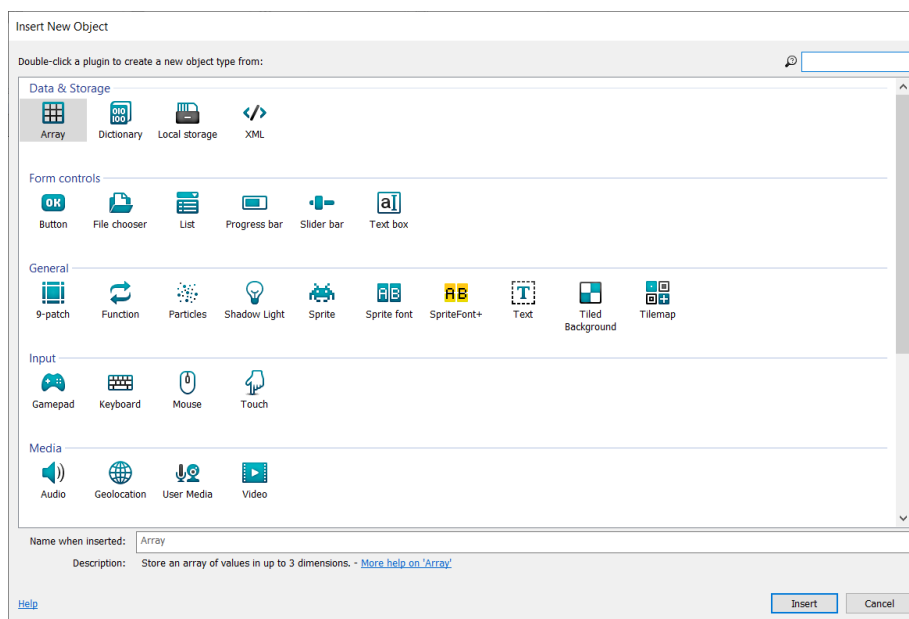 Insert New Object
Double-click a plugin to create a new object type from:
Data & Storage
Array Dictionary Local storage XML
Form controls
OK aI
Button File chooser List Progress bar Slider bar Text box
General
AB AB T
9-patch Function Particles Shadow Light Sprite Sprite font SpriteFont+ Text Tiled Background Tilemap
Input
Gamepad Keyboard Mouse Touch
Media
Audio Geolocation User Media Video
Name when inserted: Array
Description: Store an array of values in up to 3 dimensions. - More help on 'Array'
Help Insert Cancel